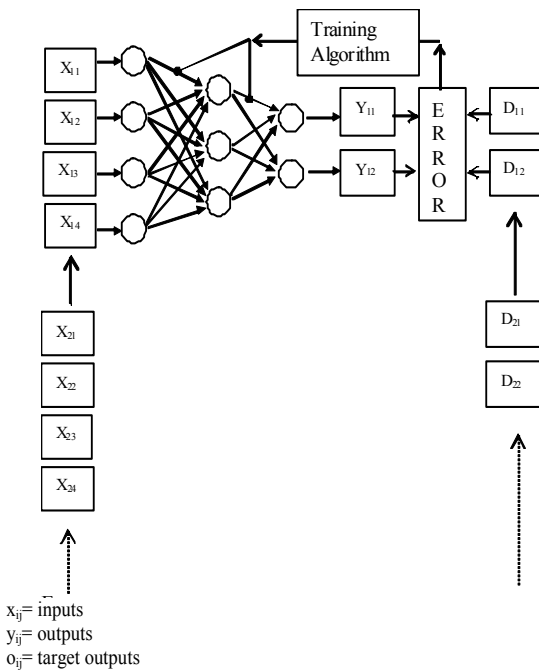 Training
Algorithm
X₁₁
X₁₂
X₁₃
X₁₄
Y₁₁
Y₁₂
E
R
R
O
R
D₁₁
D₁₂
X₂₁
X₂₂
X₂₃
X₂₄
D₂₁
D₂₂
xᵢⱼ= inputs
yᵢⱼ= outputs
oᵢⱼ= target outputs